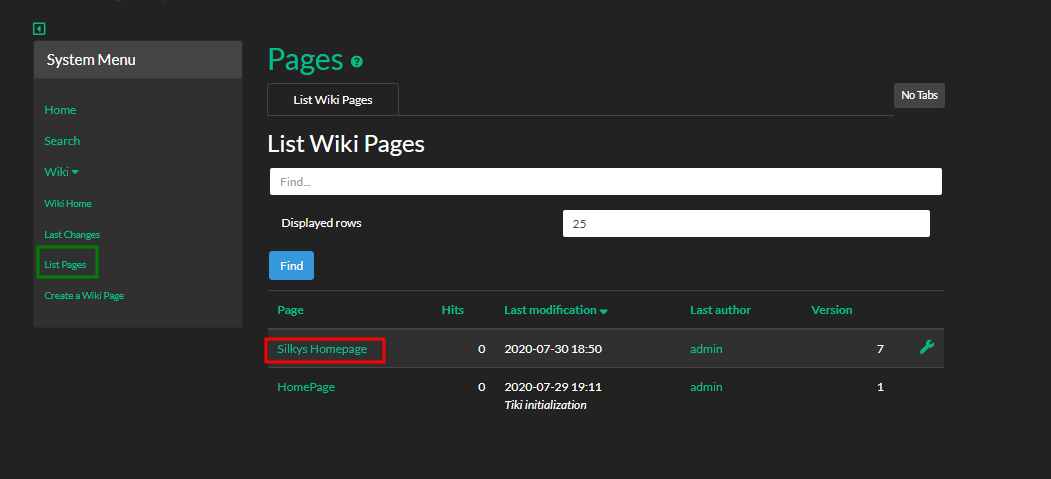 System Menu
Home
Search
Wiki
Wiki Home
Last Changes
List Pages
Create a Wiki Page
Pages
List Wiki Pages
No Tabs
List Wiki Pages
Find...
Displayed rows 25
Find
Page Hits Last modification Last author Version
Silkys Homepage 0 2020-07-30 18:50 admin 7
HomePage 0 2020-07-29 19:11 admin 1
Tiki initialization